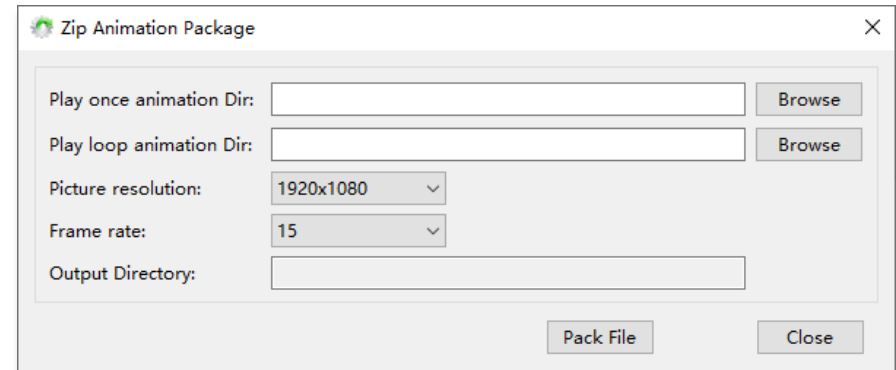 Zip Animation Package
Play once animation Dir: Browse
Play loop animation Dir: Browse
Picture resolution: 1920x1080
Frame rate: 15
Output Directory:
Pack File Close